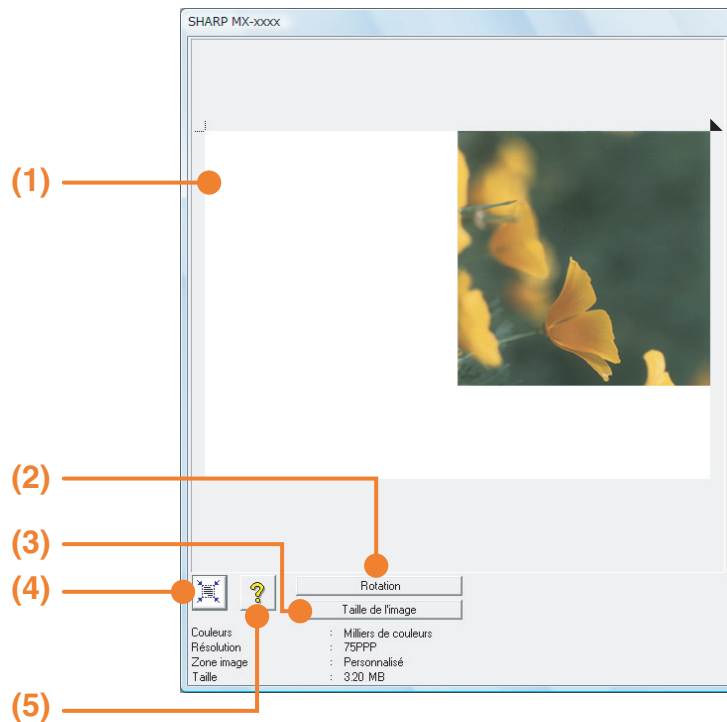 SHARP MX-xxxx
(1)
(2)
(3)
(4)
(5)
Rotation
Taille de l'image
Couleurs : Milliers de couleurs
Résolution : 75PPP
Zone image : Personnalisé
Taille : 3.20 MB